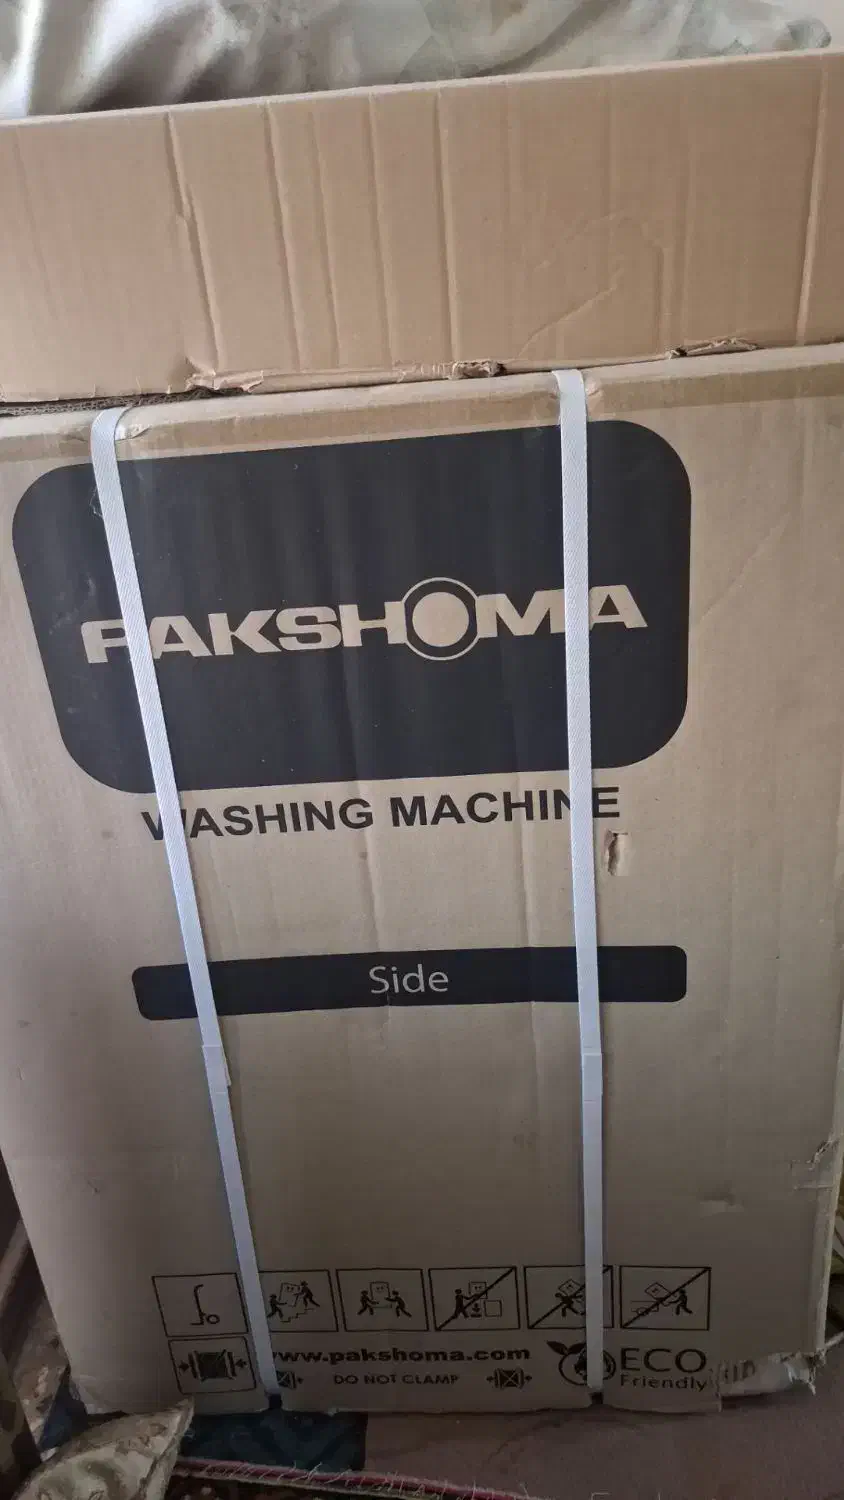 PAKSHOMA
WASHING MACHINE
Side
www.pakshoma.com
DO NOT CLAMP
ECO
Friendly